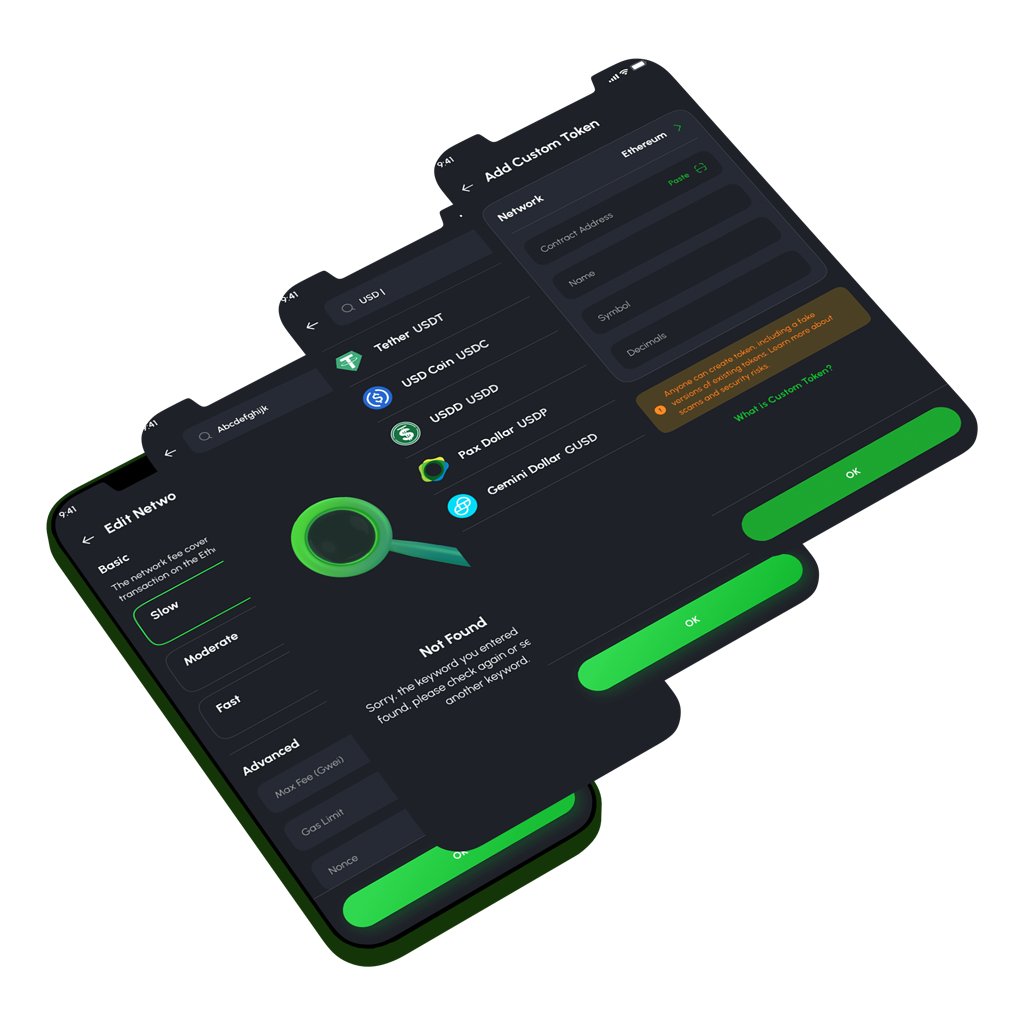 9:41
Edit Netwo
Basic
The network fee cover
transaction on the Eth
Slow
Moderate
Fast
Advanced
Max Fee (Gwei)
Gas Limit
Nonce
OK
:41
Abcdefghijk
Not Found
Sorry, the keyword you entered
found, please check again or se
another keyword.
9:41
USD |
Tether USDT
USD Coin USDC
USDD USDD
Pax Dollar USDP
Gemini Dollar GUSD
OK
9:41
Add Custom Token
Network
Ethereum
Contract Address
Paste
Name
Symbol
Decimals
Anyone can create token, including a fake
versions of existing tokens. Learn more about
scams and security risks.
What is Custom Token?
OK